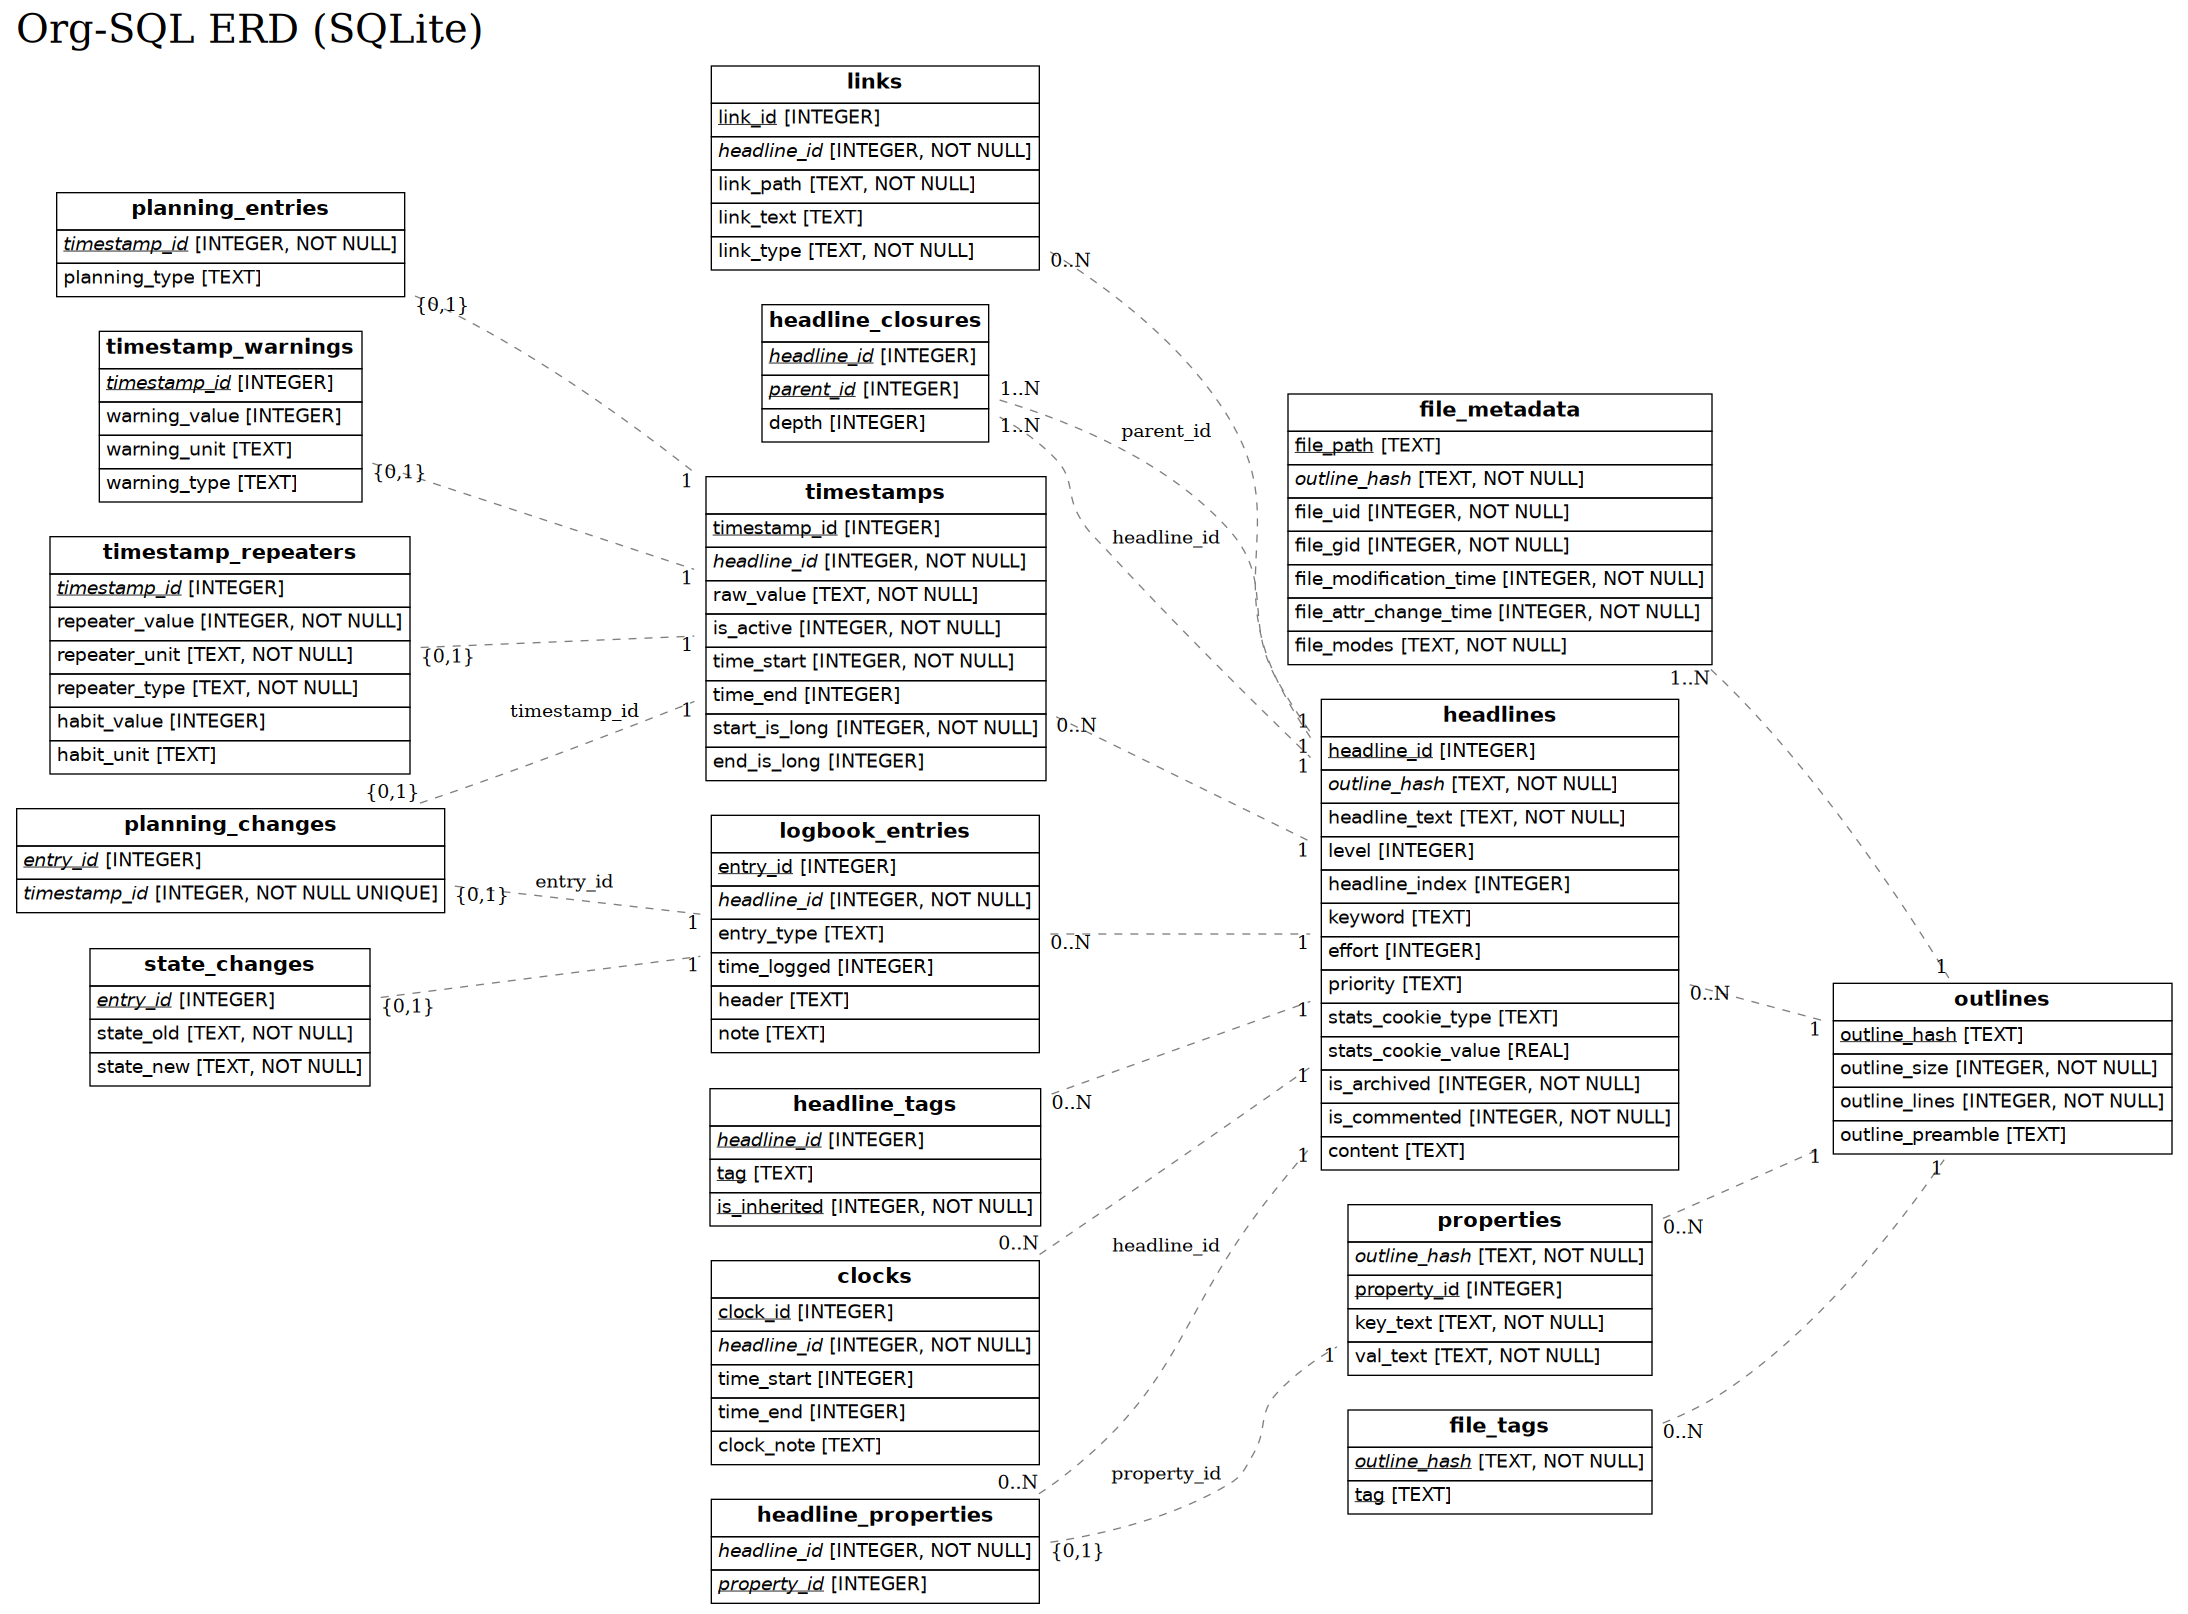 Org-SQL ERD (SQLite)
links
link_id [INTEGER]
headline_id [INTEGER, NOT NULL]
link_path [TEXT, NOT NULL]
link_text [TEXT]
link_type [TEXT, NOT NULL]
0..N
planning_entries
timestamp_id [INTEGER, NOT NULL]
planning_type [TEXT]
{0,1}
1
headline_closures
headline_id [INTEGER]
parent_id [INTEGER]
depth [INTEGER]
1..N
1..N
parent_id
headline_id
timestamp_warnings
timestamp_id [INTEGER]
warning_value [INTEGER]
warning_unit [TEXT]
warning_type [TEXT]
{0,1}
1
file_metadata
file_path [TEXT]
outline_hash [TEXT, NOT NULL]
file_uid [INTEGER, NOT NULL]
file_gid [INTEGER, NOT NULL]
file_modification_time [INTEGER, NOT NULL]
file_attr_change_time [INTEGER, NOT NULL]
file_modes [TEXT, NOT NULL]
1..N
1
timestamps
timestamp_id [INTEGER]
headline_id [INTEGER, NOT NULL]
raw_value [TEXT, NOT NULL]
is_active [INTEGER, NOT NULL]
time_start [INTEGER, NOT NULL]
time_end [INTEGER]
start_is_long [INTEGER, NOT NULL]
end_is_long [INTEGER]
0..N
1
timestamp_repeaters
timestamp_id [INTEGER]
repeater_value [INTEGER, NOT NULL]
repeater_unit [TEXT, NOT NULL]
repeater_type [TEXT, NOT NULL]
habit_value [INTEGER]
habit_unit [TEXT]
{0,1}
1
timestamp_id
1
{0,1}
planning_changes
entry_id [INTEGER]
timestamp_id [INTEGER, NOT NULL UNIQUE]
{0,1}
entry_id
1
headlines
headline_id [INTEGER]
outline_hash [TEXT, NOT NULL]
headline_text [TEXT, NOT NULL]
level [INTEGER]
headline_index [INTEGER]
keyword [TEXT]
effort [INTEGER]
priority [TEXT]
stats_cookie_type [TEXT]
stats_cookie_value [REAL]
is_archived [INTEGER, NOT NULL]
is_commented [INTEGER, NOT NULL]
content [TEXT]
1
1
1
0..N
1
logbook_entries
entry_id [INTEGER]
headline_id [INTEGER, NOT NULL]
entry_type [TEXT]
time_logged [INTEGER]
header [TEXT]
note [TEXT]
0..N
1
state_changes
entry_id [INTEGER]
state_old [TEXT, NOT NULL]
state_new [TEXT, NOT NULL]
{0,1}
1
outlines
outline_hash [TEXT]
outline_size [INTEGER, NOT NULL]
outline_lines [INTEGER, NOT NULL]
outline_preamble [TEXT]
1
1
headline_tags
headline_id [INTEGER]
tag [TEXT]
is_inherited [INTEGER, NOT NULL]
0..N
1
clocks
clock_id [INTEGER]
headline_id [INTEGER, NOT NULL]
time_start [INTEGER]
time_end [INTEGER]
clock_note [TEXT]
0..N
1
properties
outline_hash [TEXT, NOT NULL]
property_id [INTEGER]
key_text [TEXT, NOT NULL]
val_text [TEXT, NOT NULL]
0..N
1
file_tags
outline_hash [TEXT, NOT NULL]
tag [TEXT]
0..N
headline_properties
headline_id [INTEGER, NOT NULL]
property_id [INTEGER]
0..N
headline_id
1
{0,1}
property_id